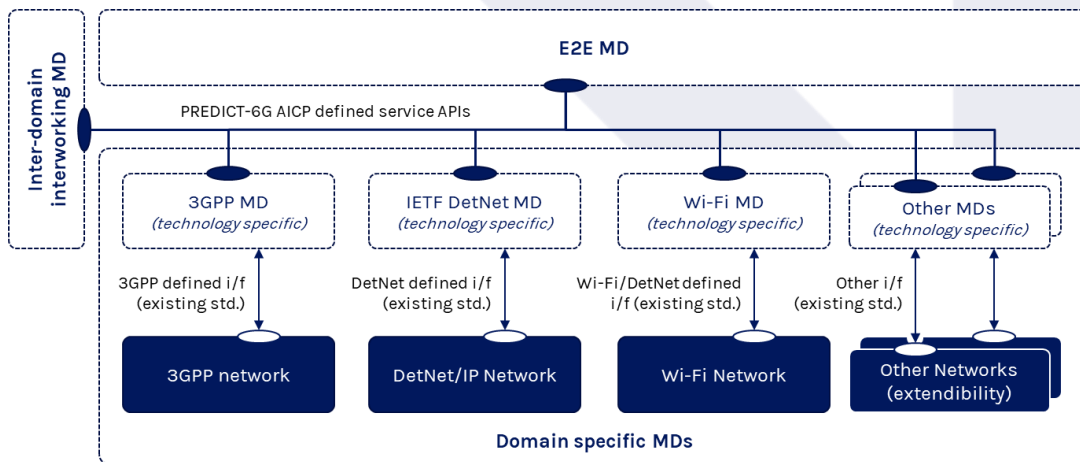 E2E MD
Inter-domain
interworking MD
PREDICT-6G AICP defined service APIs
3GPP MD
(technology specific)
IETF DetNet MD
(technology specific)
Wi-Fi MD
(technology specific)
Other MDs
(technology specific)
3GPP defined i/f
(existing std.)
DetNet defined i/f
(existing std.)
Wi-Fi/DetNet defined
i/f (existing std.)
Other i/f
(existing std.)
3GPP network
DetNet/IP Network
Wi-Fi Network
Other Networks
(extendibility)
Domain specific MDs